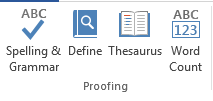 ABC
ABC
123
Spelling & Define Thesaurus Word
Grammar Count
Proofing